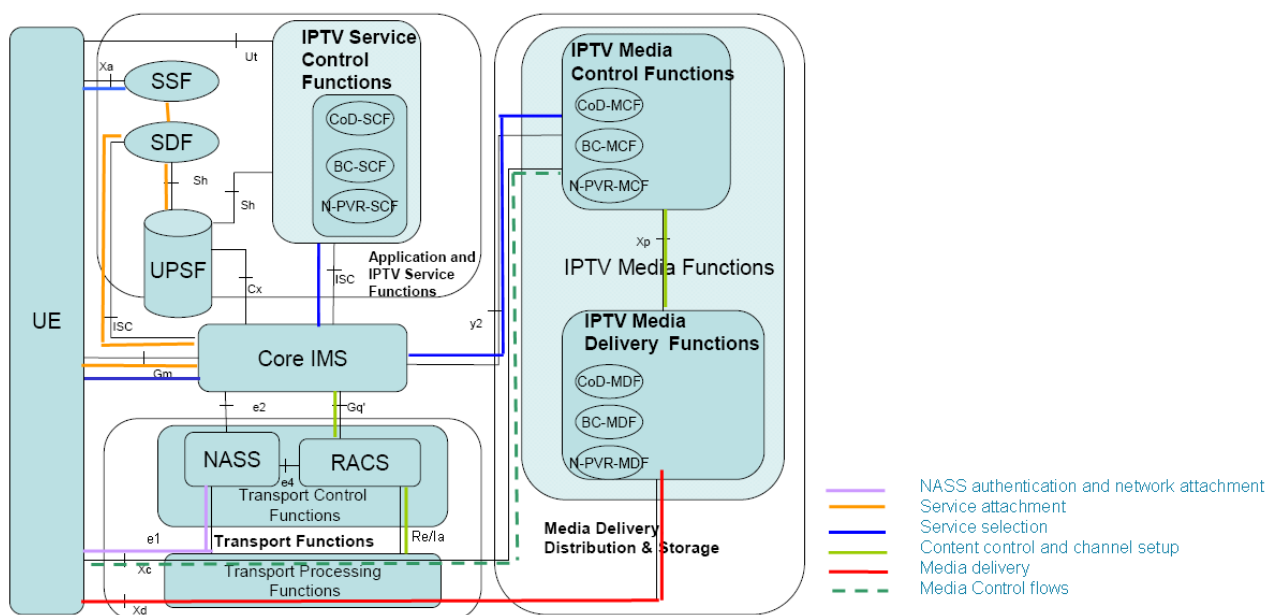 UE
Xa
Ut
SSF
SDF
Sh
Sh
UPSF
Cx
ISC
IPTV Service
Control
Functions
CoD-SCF
BC-SCF
N-PVR-SCF
ISC
Application and
IPTV Service
Functions
Core IMS
Gm
y2
e2
Gq'
NASS
RACS
e4
Transport Control
Functions
e1
Transport Functions
Re/Ia
Xc
Transport Processing
Functions
Xd
IPTV Media
Control Functions
CoD-MCF
BC-MCF
N-PVR-MCF
Xp
IPTV Media Functions
IPTV Media
Delivery Functions
CoD-MDF
BC-MDF
N-PVR-MDF
Media Delivery
Distribution & Storage
NASS authentication and network attachment
Service attachment
Service selection
Content control and channel setup
Media delivery
Media Control flows